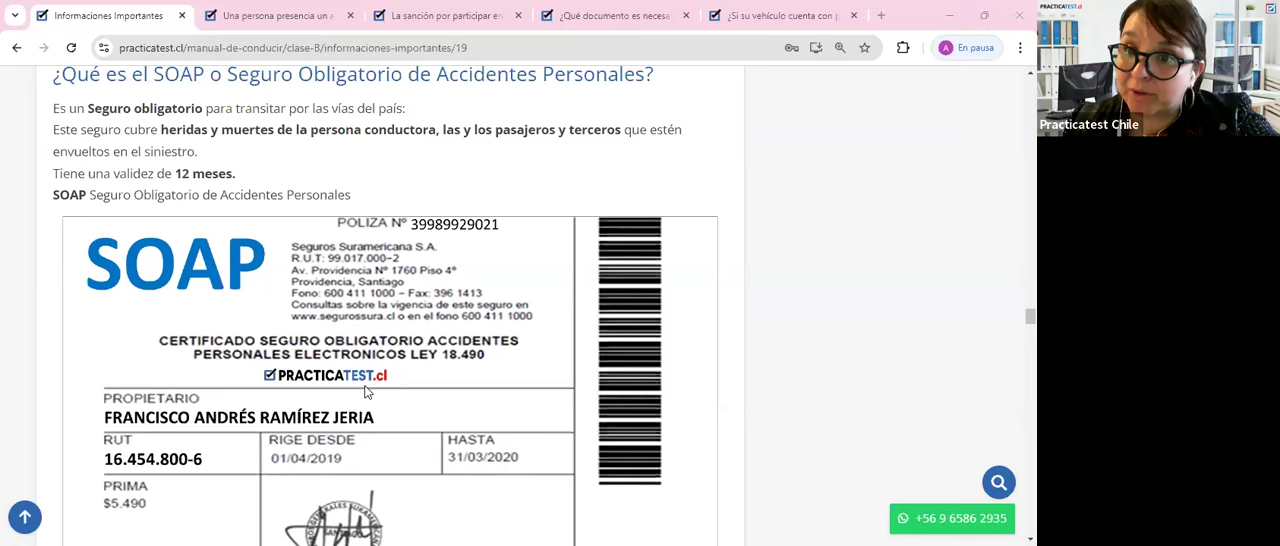 Informaciones Importantes
Una persona presencia un a
La sanción por participar en
¿Qué documento es necesa
¿Si su vehículo cuenta con p
practicatest.cl/manual-de-conducir/clase-B/informaciones-importantes/19
A En pausa
PRACTICATEST.cl
Practicatest Chile
¿Qué es el SOAP o Seguro Obligatorio de Accidentes Personales?
Es un Seguro obligatorio para transitar por las vías del país:
Este seguro cubre heridas y muertes de la persona conductora, las y los pasajeros y terceros que estén
envueltos en el siniestro.
Tiene una validez de 12 meses.
SOAP Seguro Obligatorio de Accidentes Personales
POLIZA Nº 39989929021
SOAP
Seguros Suramericana S.A.
R.U.T: 99.017.000-2
Av. Providencia Nº 1760 Piso 4º
Providencia, Santiago
Fono: 600 411 1000 - Fax: 396 1413
Consultas sobre la vigencia de este seguro en
www.segurossura.cl o en el fono 600 411 1000
CERTIFICADO SEGURO OBLIGATORIO ACCIDENTES
PERSONALES ELECTRONICOS LEY 18.490
PRACTICATEST.cl
PROPIETARIO
FRANCISCO ANDRÉS RAMÍREZ JERIA
RUT
16.454.800-6
RIGE DESDE
01/04/2019
HASTA
31/03/2020
PRIMA
$5.490
+56 9 6586 2935